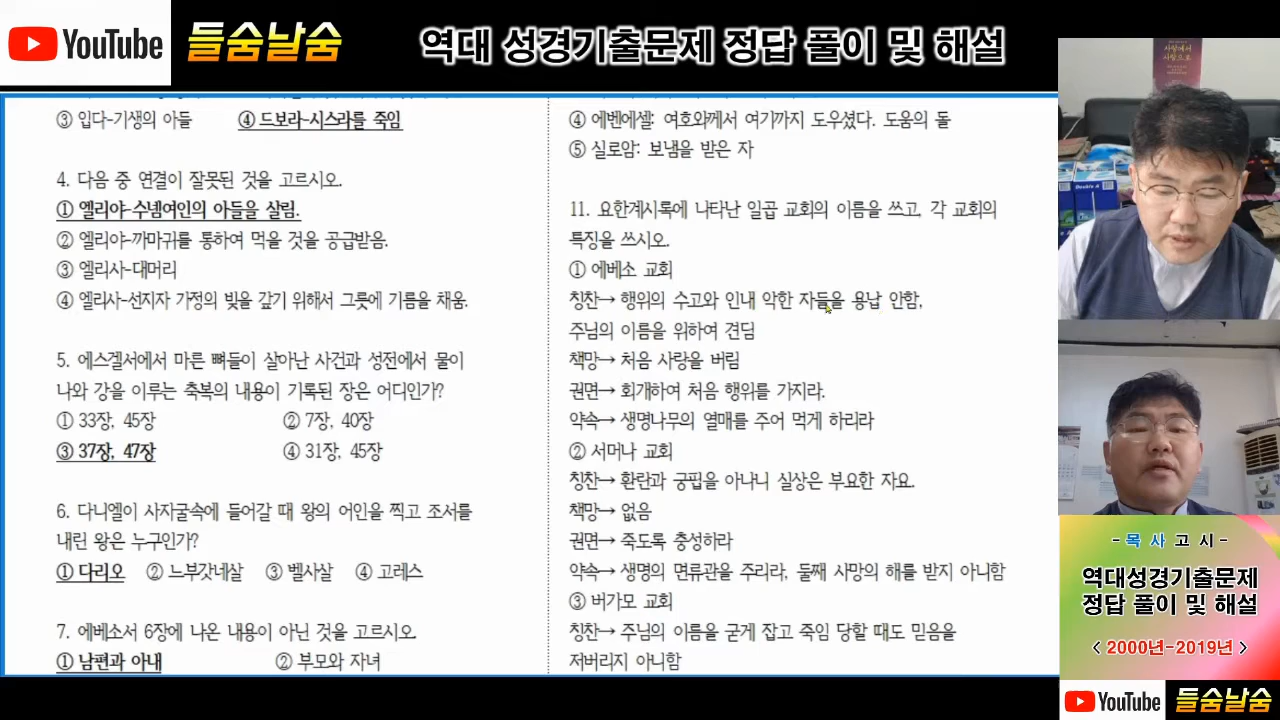 YouTube 들숨날숨 역대 성경기출문제 정답 풀이 및 해설
③ 입다-기생의 아들 ④ 드보라-시스라를 죽임
4. 다음 중 연결이 잘못된 것을 고르시오.
① 엘리야-수넴여인의 아들을 살림.
② 엘리야-까마귀를 통하여 먹을 것을 공급받음.
③ 엘리사-대머리
④ 엘리사-선지자 가정의 빚을 갚기 위해서 그릇에 기름을 채움.
5. 에스겔서에서 마른 뼈들이 살아난 사건과 성전에서 물이
나와 강을 이루는 축복의 내용이 기록된 장은 어디인가?
① 33장, 45장 ② 7장, 40장
③ 37장, 47장 ④ 31장, 45장
6. 다니엘이 사자굴속에 들어갈 때 왕의 어인을 찍고 조서를
내린 왕은 누구인가?
① 다리오 ② 느부갓네살 ③ 벨사살 ④ 고레스
7. 에베소서 6장에 나온 내용이 아닌 것을 고르시오.
① 남편과 아내 ② 부모와 자녀
④ 에벤에셀: 여호와께서 여기까지 도우셨다. 도움의 돌
⑤ 실로암: 보냄을 받은 자
11. 요한계시록에 나타난 일곱 교회의 이름을 쓰고, 각 교회의
특징을 쓰시오.
① 에베소 교회
칭찬→ 행위의 수고와 인내 악한 자들을 용납 안함,
주님의 이름을 위하여 견딤
책망→ 처음 사랑을 버림
권면→ 회개하여 처음 행위를 가지라.
약속→ 생명나무의 열매를 주어 먹게 하리라
② 서머나 교회
칭찬→ 환란과 궁핍을 아나니 실상은 부요한 자요.
책망→ 없음
권면→ 죽도록 충성하라
약속→ 생명의 면류관을 주리라, 둘째 사망의 해를 받지 아니함
③ 버가모 교회
칭찬→ 주님의 이름을 굳게 잡고 죽임 당할 때도 믿음을
저버리지 아니함
사랑께서
사랑으로
Double A
- 목사고시 -
역대성경기출문제
정답 풀이 및 해설
< 2000년-2019년 >
YouTube 들숨날숨